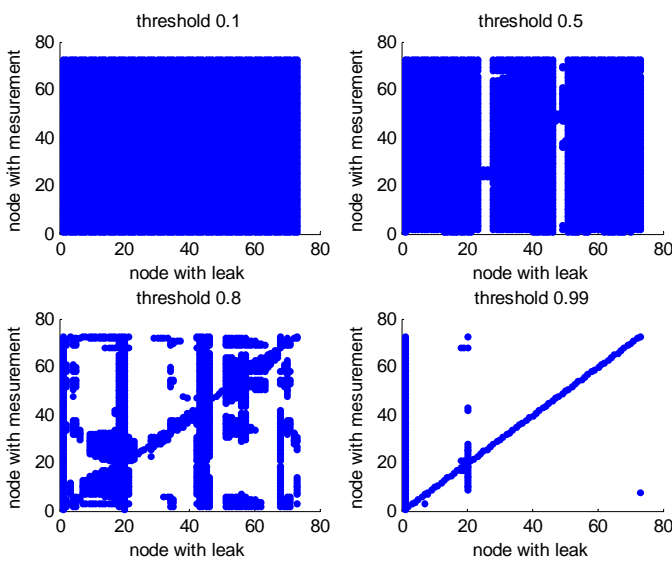 threshold 0.1
80
60
40
20
0
node with mesurement
0 20 40 60 80
node with leak
threshold 0.5
80
60
40
20
0
node with mesurement
0 20 40 60 80
node with leak
threshold 0.8
80
60
40
20
0
node with mesurement
0 20 40 60 80
node with leak
threshold 0.99
80
60
40
20
0
node with mesurement
0 20 40 60 80
node with leak